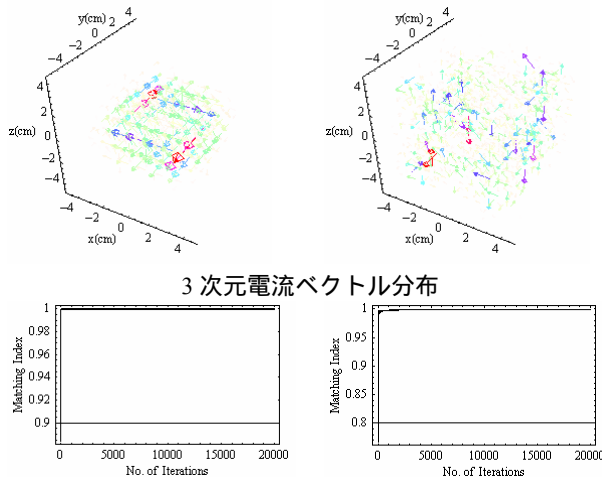 y(cm)
−4 −2 0 2 4
z(cm)
4 2 0 −2 −4
−4 −2 0 2 4
x(cm)
y(cm)
−4 −2 0 2 4
z(cm)
4 2 0 −2 −4
−4 −2 0 2 4
x(cm)
3 次元電流ベクトル分布
Matching Index
1
0.98
0.96
0.94
0.92
0.9
0 5000 10000 15000 20000
No. of Iterations
Matching Index
1
0.95
0.9
0.85
0.8
0 5000 10000 15000 20000
No. of Iterations